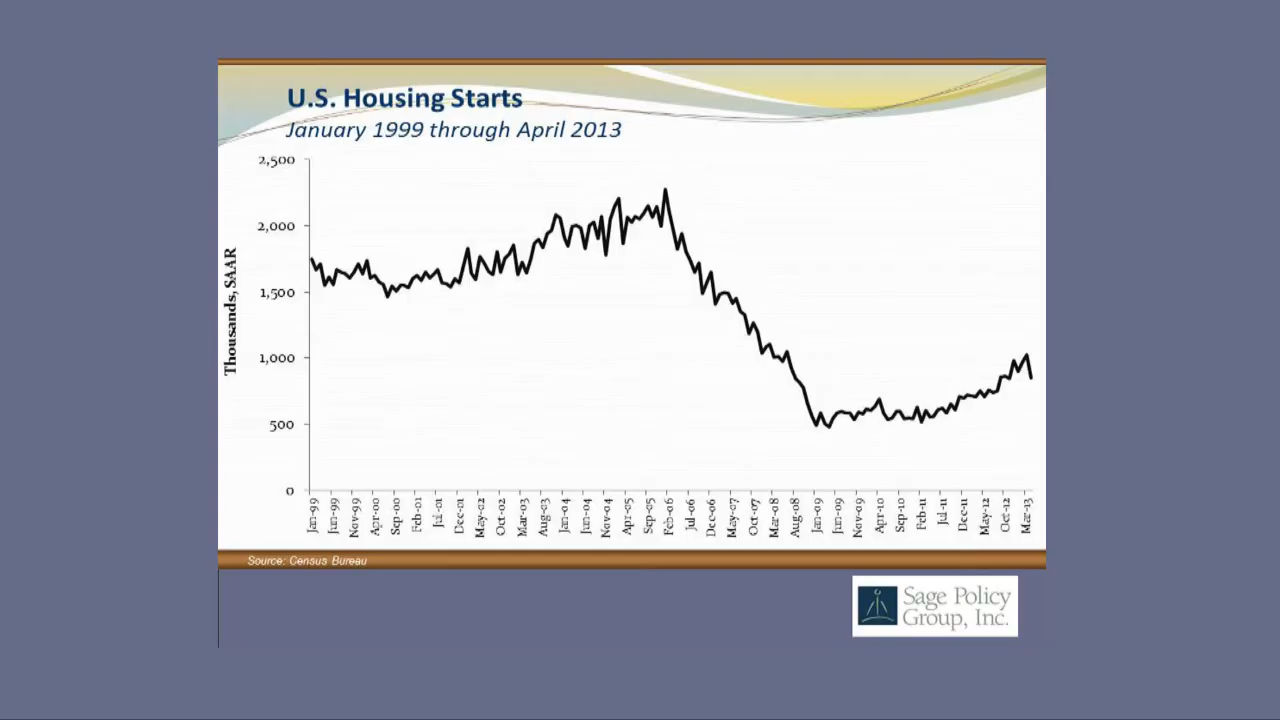 U.S. Housing Starts
January 1999 through April 2013
Thousands, SAAR
2,500
2,000
1,500
1,000
500
0
Jan-99 Jun-99 Nov-99 Apr-00 Sep-00 Feb-01 Jul-01 Dec-01 May-02 Oct-02 Mar-03 Aug-03 Jan-04 Jun-04 Nov-04 Apr-05 Sep-05 Feb-06 Jul-06 Dec-06 May-07 Oct-07 Mar-08 Aug-08 Jan-09 Jun-09 Nov-09 Apr-10 Sep-10 Feb-11 Jul-11 Dec-11 May-12 Oct-12 Mar-13
Source: Census Bureau
Sage Policy
Group, Inc.